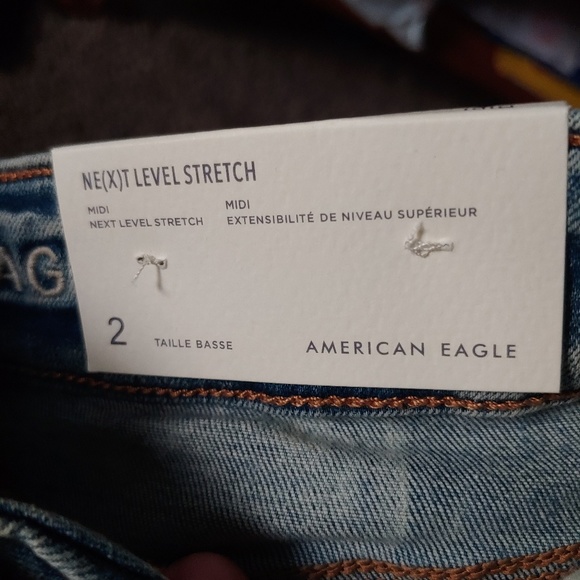 NE(X)T LEVEL STRETCH
MIDI
NEXT LEVEL STRETCH
MIDI
EXTENSIBILITÉ DE NIVEAU SUPÉRIEUR
AG
2
TAILLE BASSE
AMERICAN EAGLE